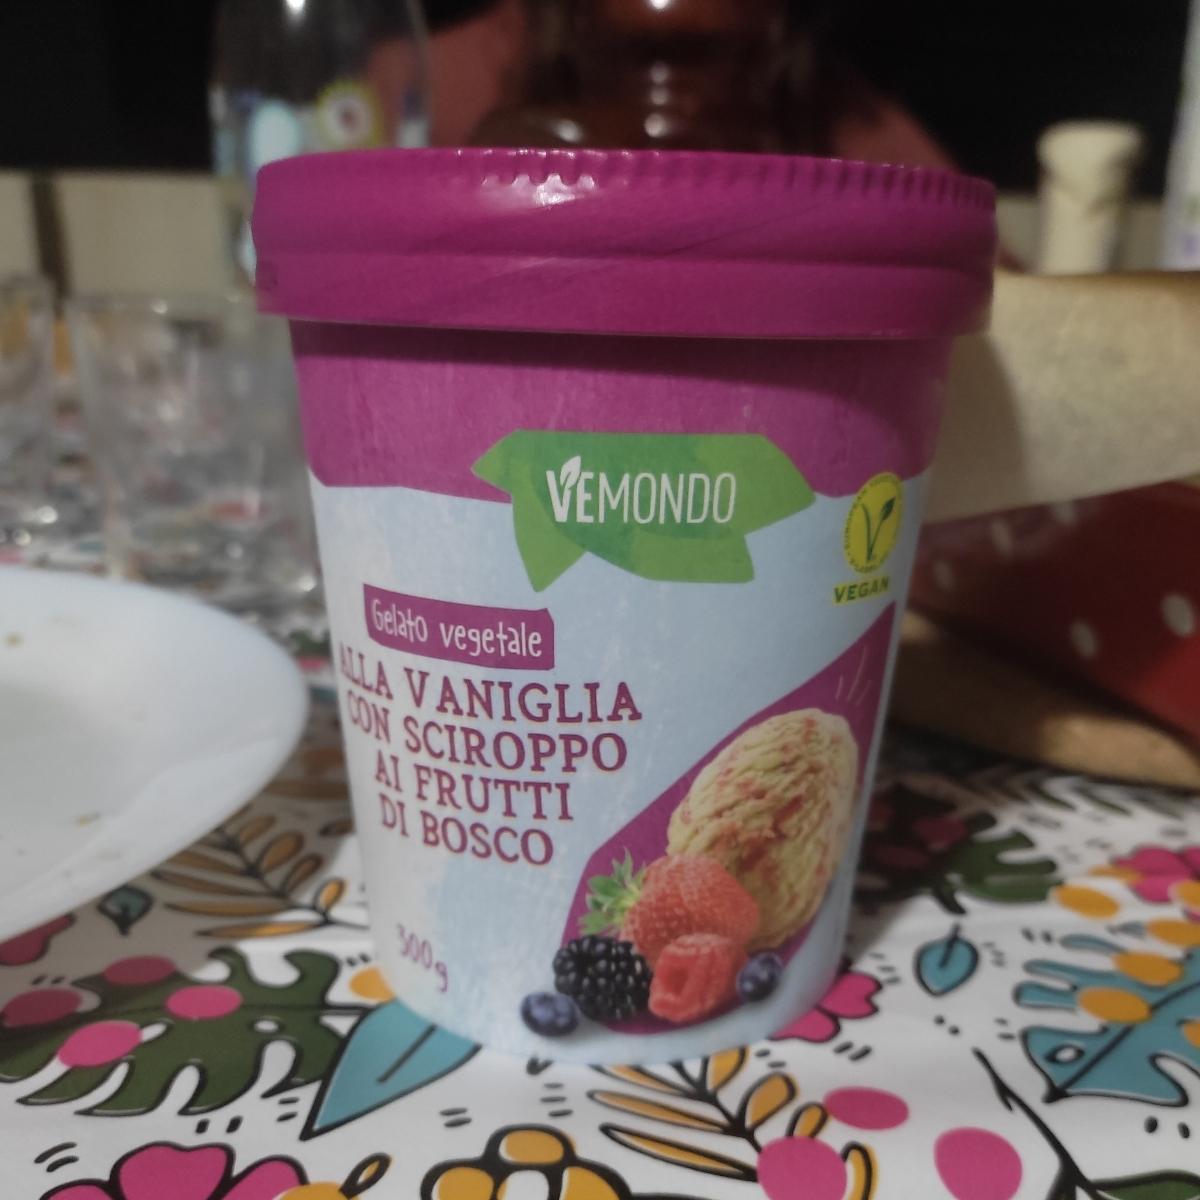 VEMONDO
VEGAN
Gelato vegetale
ALLA VANIGLIA
CON SCIROPPO
AI FRUTTI
DI BOSCO
300g